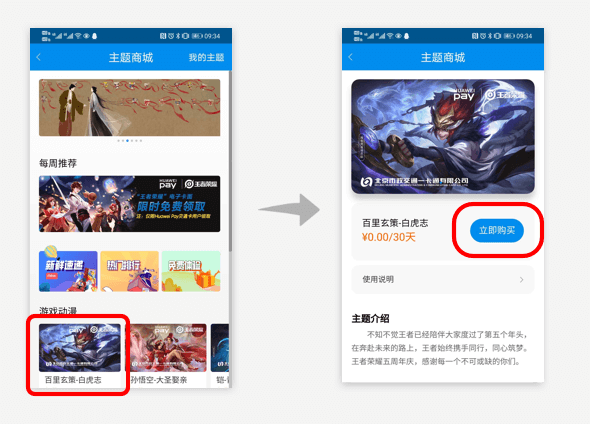 09:34
主题商城
我的主题
每周推荐
HUAWEI
pay
王者荣耀
“王者荣耀”电子卡面
限时免费领取
注：仅限Huawei Pay交通卡用户领取
新鲜速递
热门排行
免费体验
游戏动漫
百里玄策-白虎志
孙悟空-大圣娶亲
铠-
09:34
主题商城
HUAWEI
pay
王者荣耀
北京市政交通一卡通有限公司
百里玄策-白虎志
¥0.00/30天
立即购买
使用说明
主题介绍
不知不觉王者已经陪伴大家度过了第五个年头，
在奔赴未来的路上，王者始终携手同行，同心筑梦。
王者荣耀五周年庆，感谢每一个不可或缺的你们。